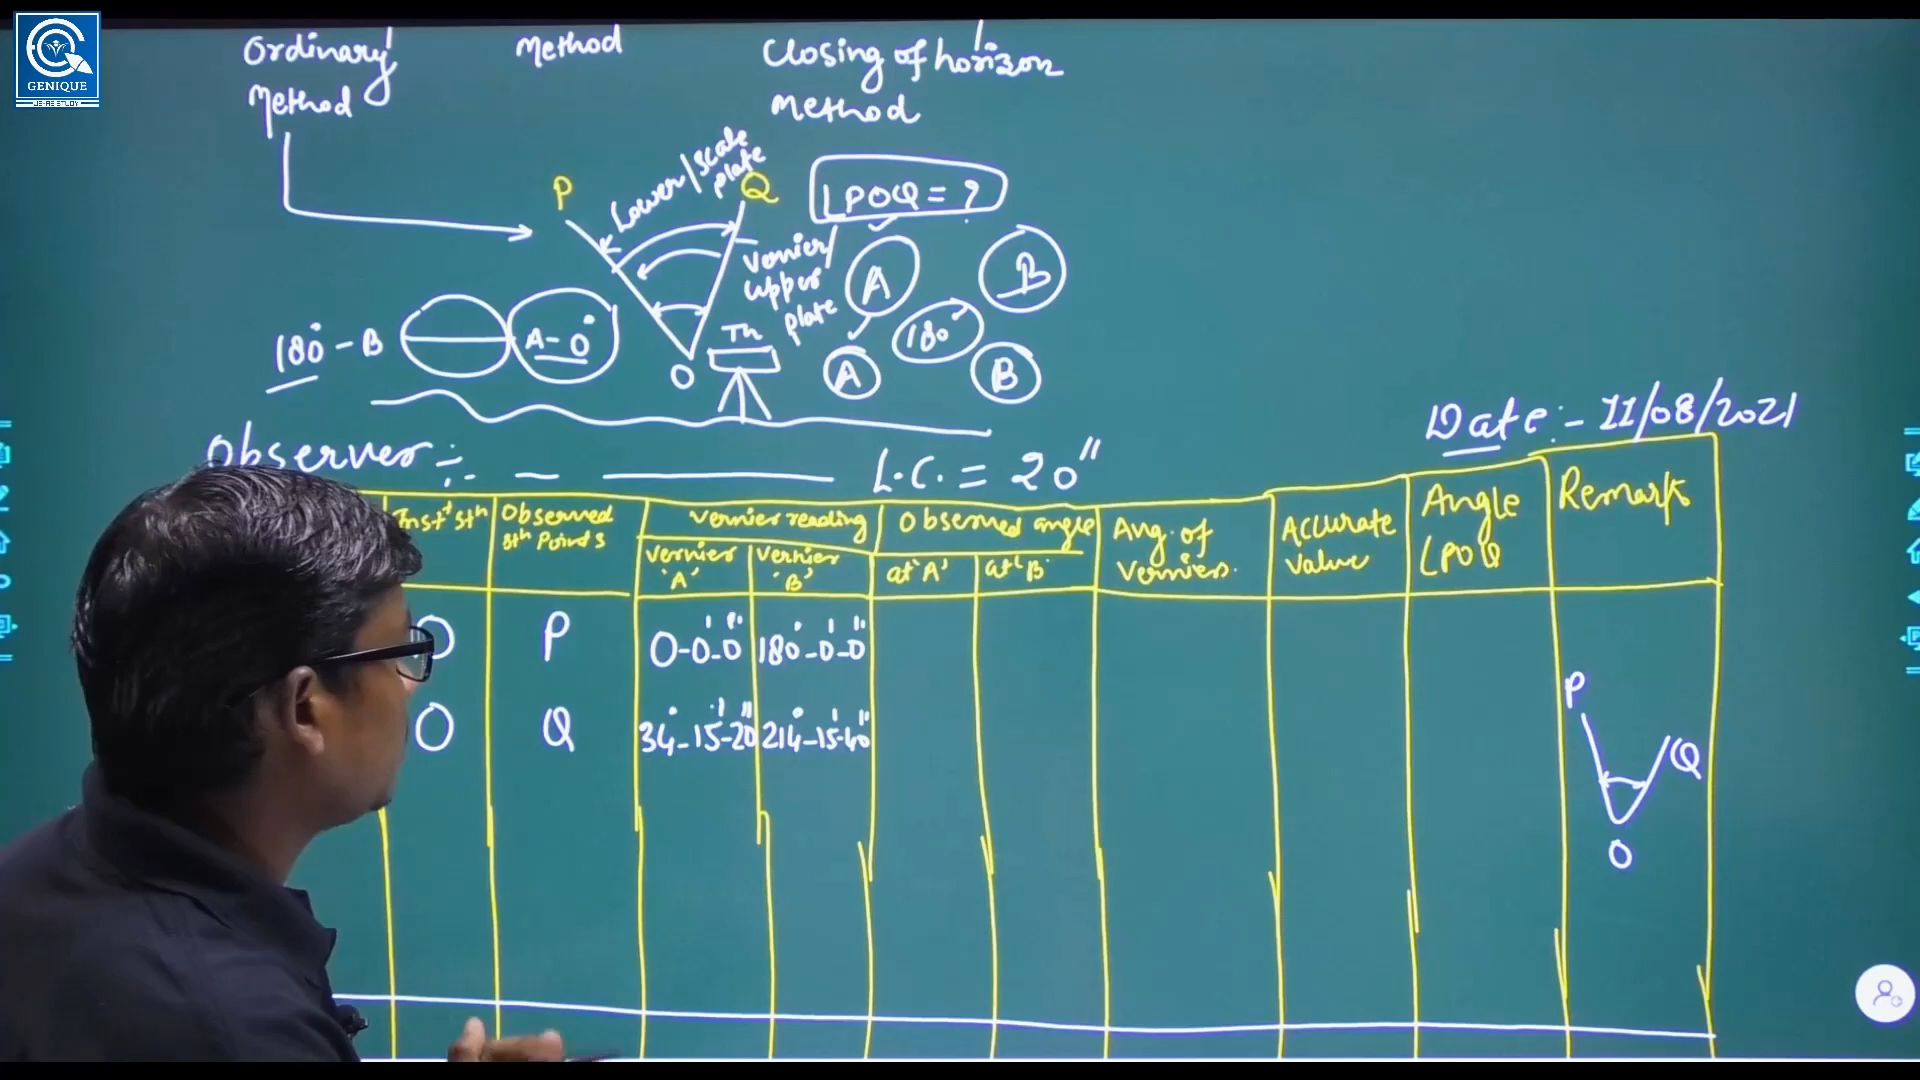 GENIQUE
Ordinary
Method
Method
Closing of horizon
Method
P
Lower/Scale
plate
Q
LPOQ = ?
Vernier/
upper
plate
A
B
180° - B
A - 0°
Th
180°
O
A
B
Date :- 11/08/2021
Observer :- - L.C. = 20"
Inst^t Stn
Observed
Stn Points
Vernier reading
Vernier
'A'
Vernier
'B'
Observed angle
at 'A'
at 'B'
Avg. of
Verniers.
Accurate
Value
Angle
LPOQ
Remark
O P 0-0'-0" 180°-0'-0"
O Q 34°-15'-20" 214°-15'-40"
P
Q
O